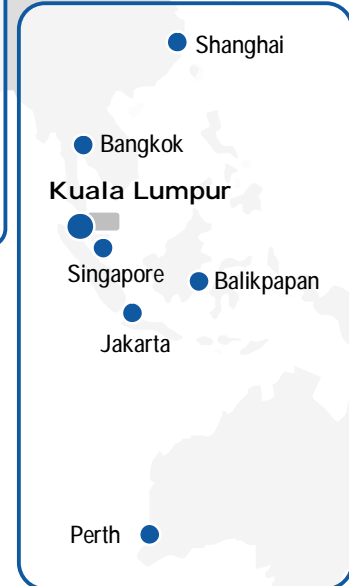 Shanghai
Bangkok
Kuala Lumpur
Singapore
Balikpapan
Jakarta
Perth